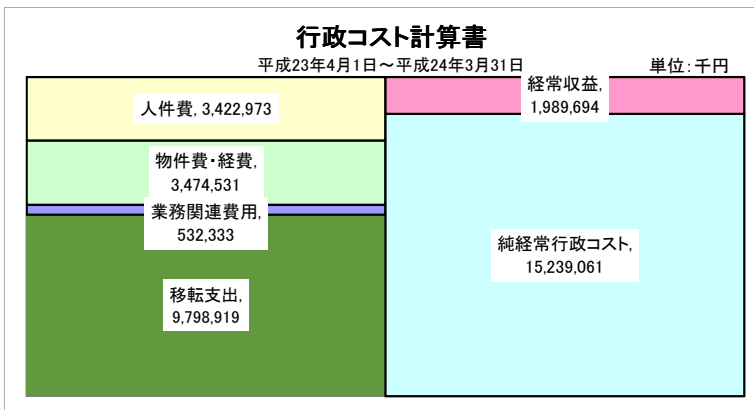 行政コスト計算書
平成23年4月1日～平成24年3月31日
単位：千円
人件費, 3,422,973
物件費・経費,
3,474,531
業務関連費用,
532,333
移転支出,
9,798,919
経常収益,
1,989,694
純経常行政コスト,
15,239,061